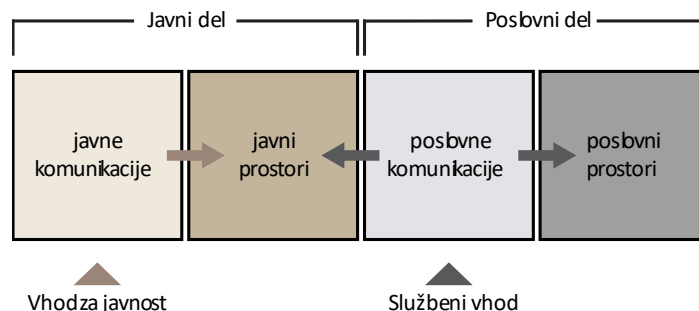 Javni del
Poslovni del
javne
komunikacije
javni
prostori
poslovne
komunikacije
poslovni
prostori
Vhod za javnost
Službeni vhod